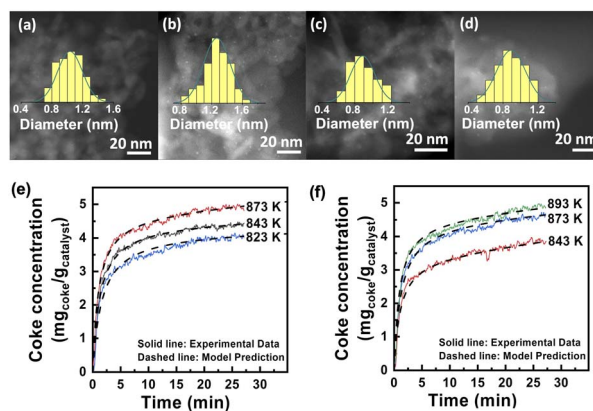 (a)
(b)
(c)
(d)
0.4 0.8 1.2 1.6
Diameter (nm)
20 nm
0.4 0.8 1.2 1.6
Diameter (nm)
20 nm
0.4 0.8 1.2
Diameter (nm)
20 nm
0.4 0.8 1.2
Diameter (nm)
20 nm
(e)
Coke concentration
(mgcoke/gcatalyst)
5
4
3
2
1
0
873 K
843 K
823 K
Solid line: Experimental Data
Dashed line: Model Prediction
0 5 10 15 20 25 30
Time (min)
(f)
Coke concentration
(mgcoke/gcatalyst)
5
4
3
2
1
0
893 K
873 K
843 K
Solid line: Experimental Data
Dashed line: Model Prediction
0 5 10 15 20 25 30
Time (min)